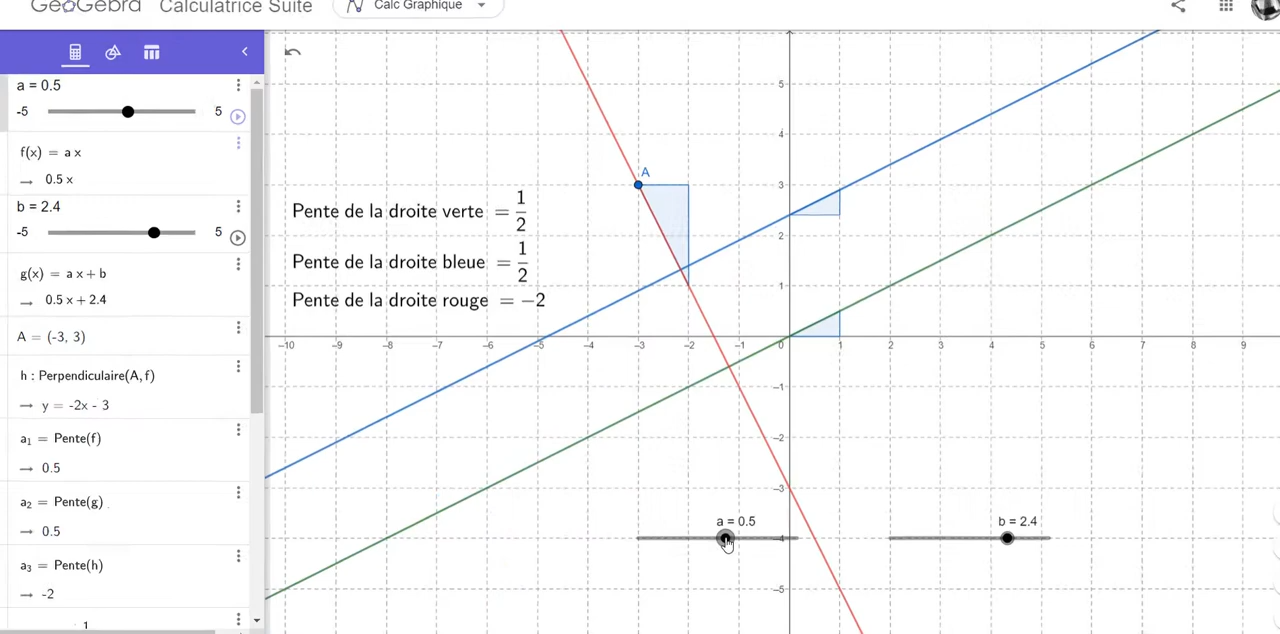 GeoGebra Calculatrice Suite
Calc Graphique
a = 0.5
-5 5
f(x) = a x
→ 0.5 x
b = 2.4
-5 5
g(x) = a x + b
→ 0.5 x + 2.4
A = (-3, 3)
h : Perpendiculaire(A, f)
→ y = -2x - 3
a₁ = Pente(f)
→ 0.5
a₂ = Pente(g)
→ 0.5
a₃ = Pente(h)
→ -2
1
A
Pente de la droite verte = 1/2
Pente de la droite bleue = 1/2
Pente de la droite rouge = −2
5
4
3
2
1
−10 −9 −8 −7 −6 −5 −4 −3 −2 −1 0 1 2 3 4 5 6 7 8 9
−1
−2
−3
−4
−5
a = 0.5
b = 2.4